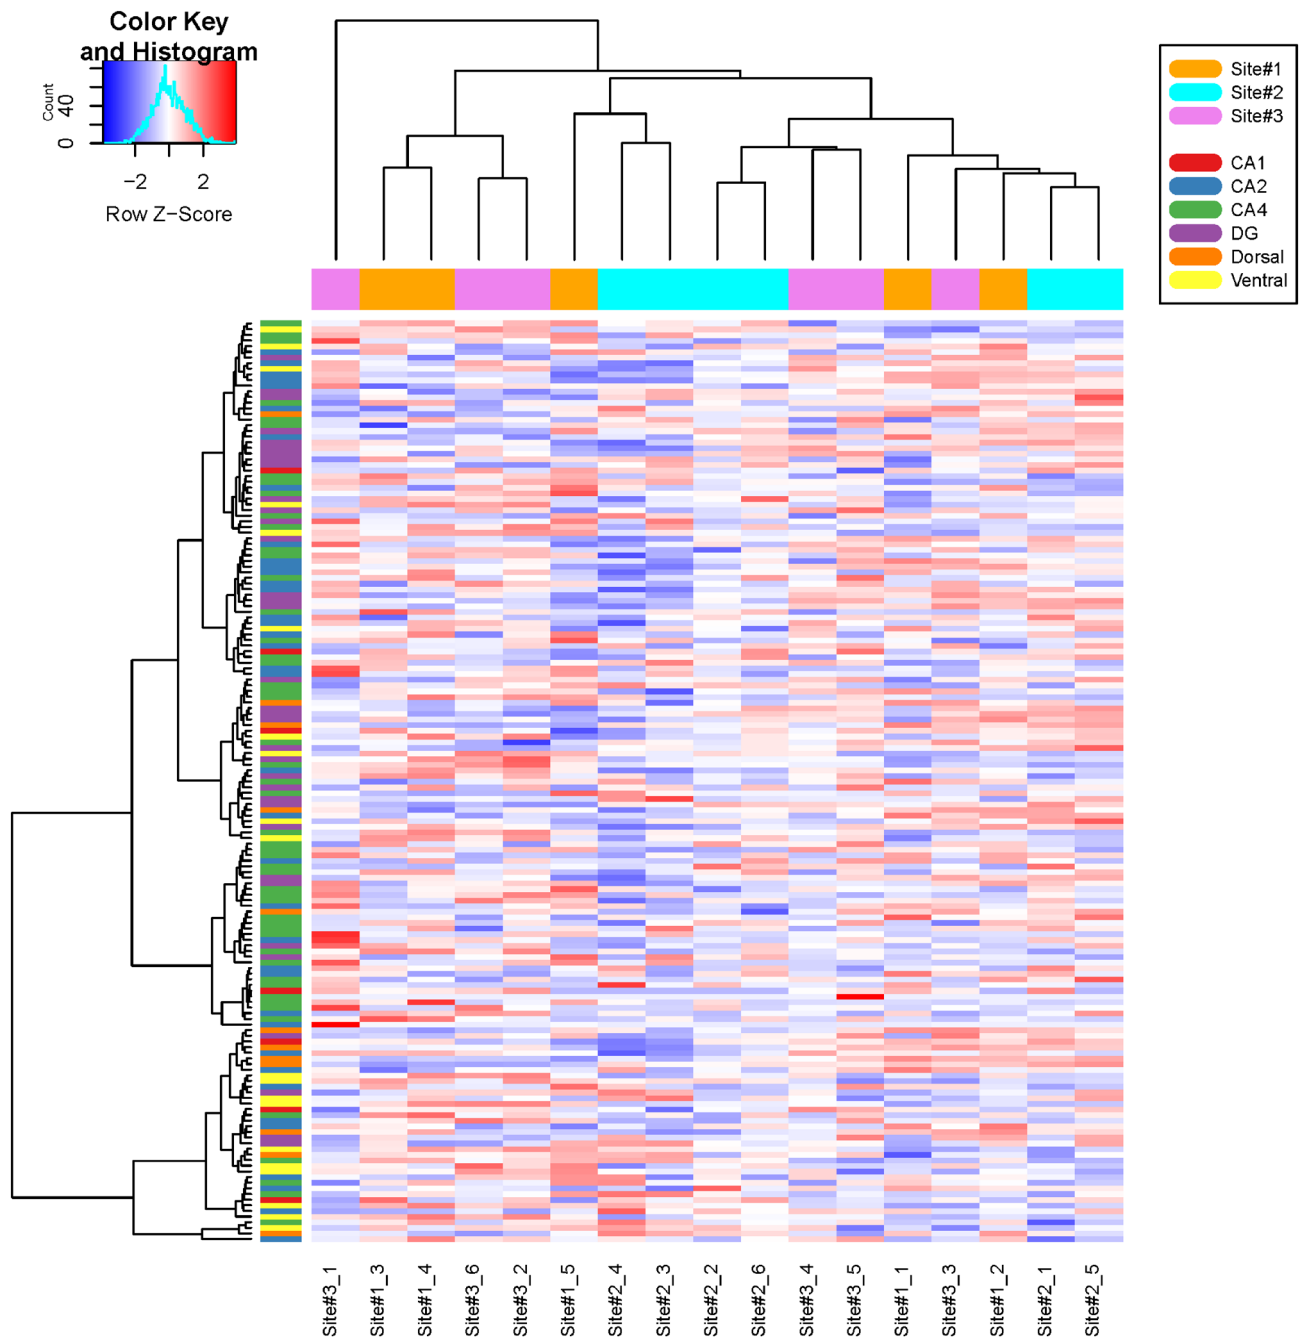 Color Key
and Histogram
Count
0 40
−2 2
Row Z−Score
Site#1
Site#2
Site#3
CA1
CA2
CA4
DG
Dorsal
Ventral
Site#3_1
Site#1_3
Site#1_4
Site#3_6
Site#3_2
Site#1_5
Site#2_4
Site#2_3
Site#2_2
Site#2_6
Site#3_4
Site#3_5
Site#1_1
Site#3_3
Site#1_2
Site#2_1
Site#2_5